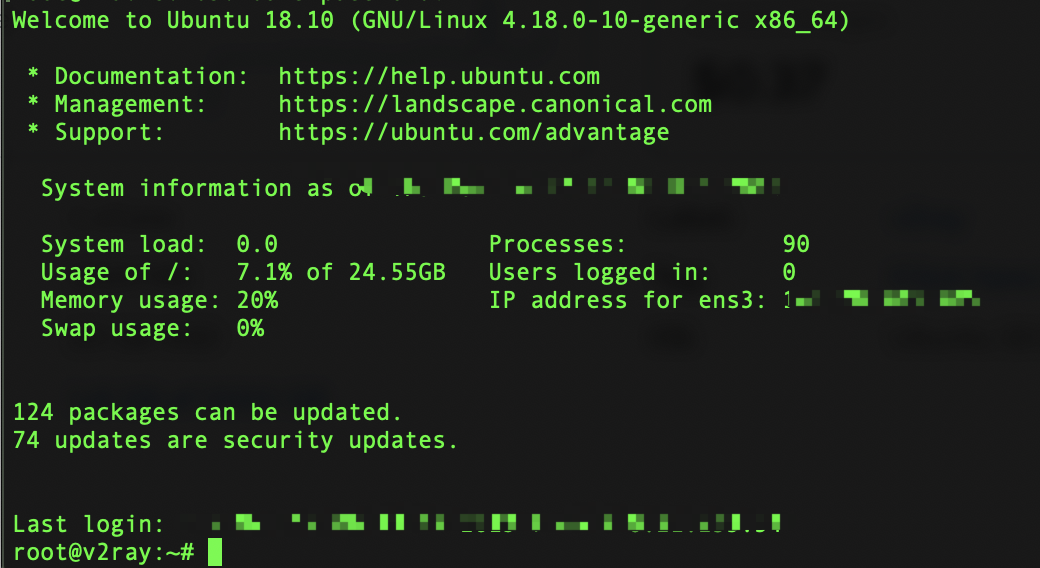 Welcome to Ubuntu 18.10 (GNU/Linux 4.18.0-10-generic x86_64)
* Documentation: https://help.ubuntu.com
* Management: https://landscape.canonical.com
* Support: https://ubuntu.com/advantage
System information as of
System load: 0.0 Processes: 90
Usage of /: 7.1% of 24.55GB Users logged in: 0
Memory usage: 20% IP address for ens3:
Swap usage: 0%
124 packages can be updated.
74 updates are security updates.
Last login:
root@v2ray:~#